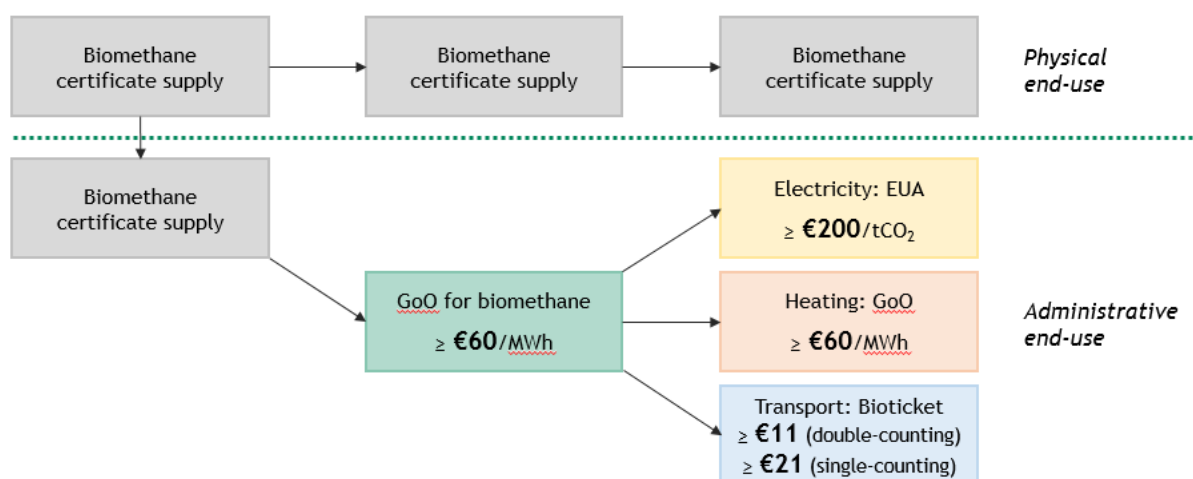 Biomethane
certificate supply
Biomethane
certificate supply
Biomethane
certificate supply
Physical
end-use
Biomethane
certificate supply
Electricity: EUA
≥ €200/tCO₂
GoO for biomethane
≥ €60/MWh
Heating: GoO
≥ €60/MWh
Administrative
end-use
Transport: Bioticket
≥ €11 (double-counting)
≥ €21 (single-counting)